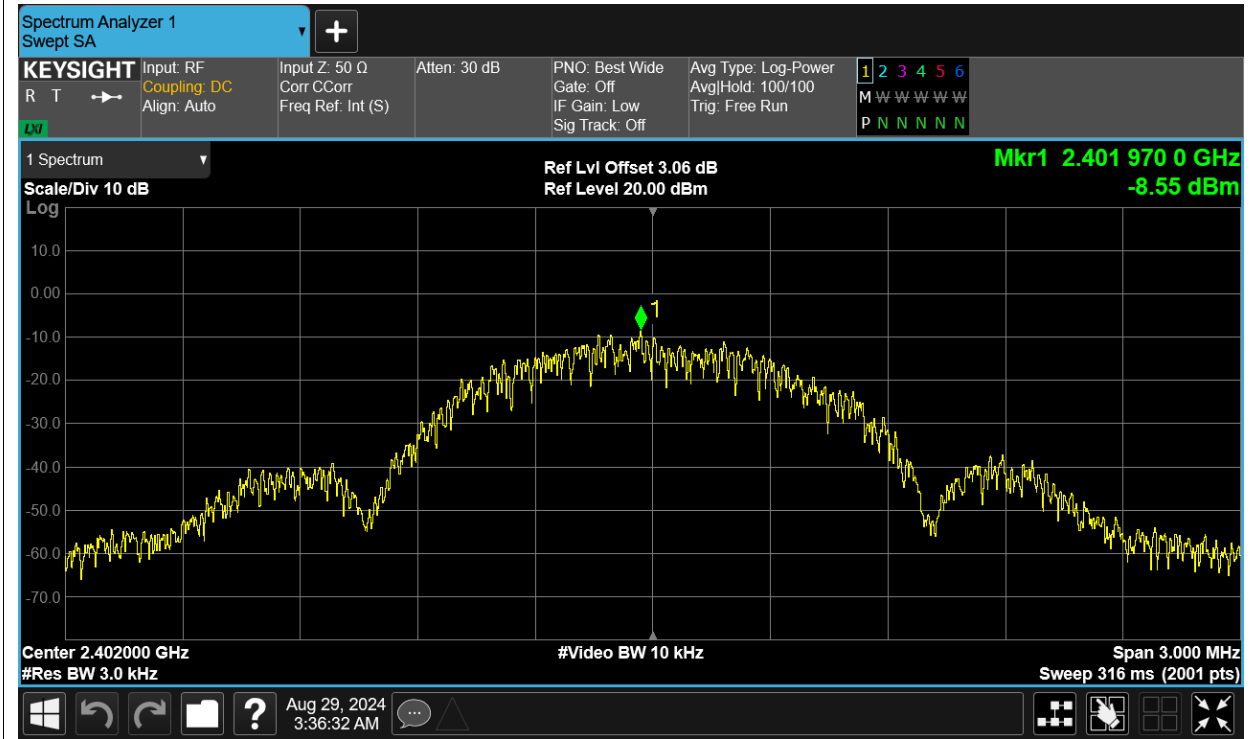 Spectrum Analyzer 1
Swept SA
KEYSIGHT
R T
LXI
Input: RF
Coupling: DC
Align: Auto
Input Z: 50 Ω
Corr CCorr
Freq Ref: Int (S)
Atten: 30 dB
PNO: Best Wide
Gate: Off
IF Gain: Low
Sig Track: Off
Avg Type: Log-Power
Avg|Hold: 100/100
Trig: Free Run
1 2 3 4 5 6
M W W W W W
P N N N N N
1 Spectrum
Scale/Div 10 dB
Log
Ref Lvl Offset 3.06 dB
Ref Level 20.00 dBm
Mkr1 2.401 970 0 GHz
-8.55 dBm
10.0
0.00
-10.0
-20.0
-30.0
-40.0
-50.0
-60.0
-70.0
1
Center 2.402000 GHz
#Video BW 10 kHz
Span 3.000 MHz
#Res BW 3.0 kHz
Sweep 316 ms (2001 pts)
?
Aug 29, 2024
3:36:32 AM